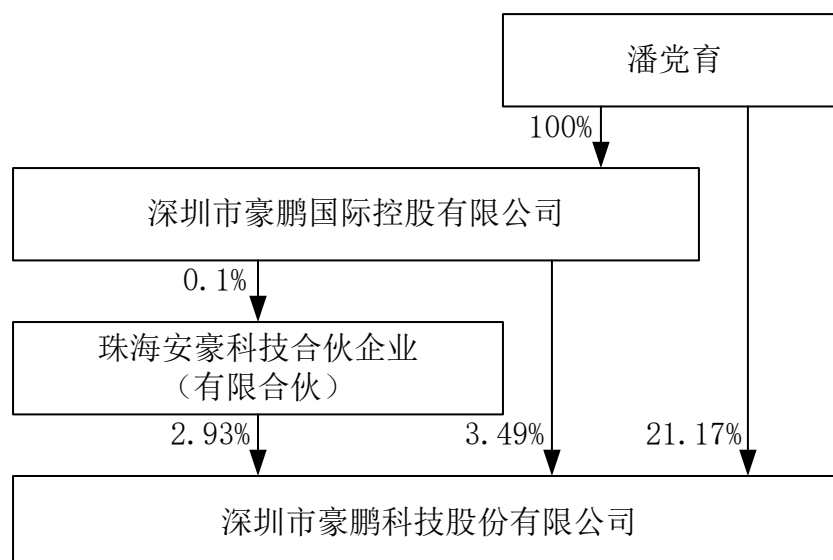 潘党育
100%
深圳市豪鹏国际控股有限公司
0.1%
珠海安豪科技合伙企业
（有限合伙）
2.93%
3.49%
21.17%
深圳市豪鹏科技股份有限公司